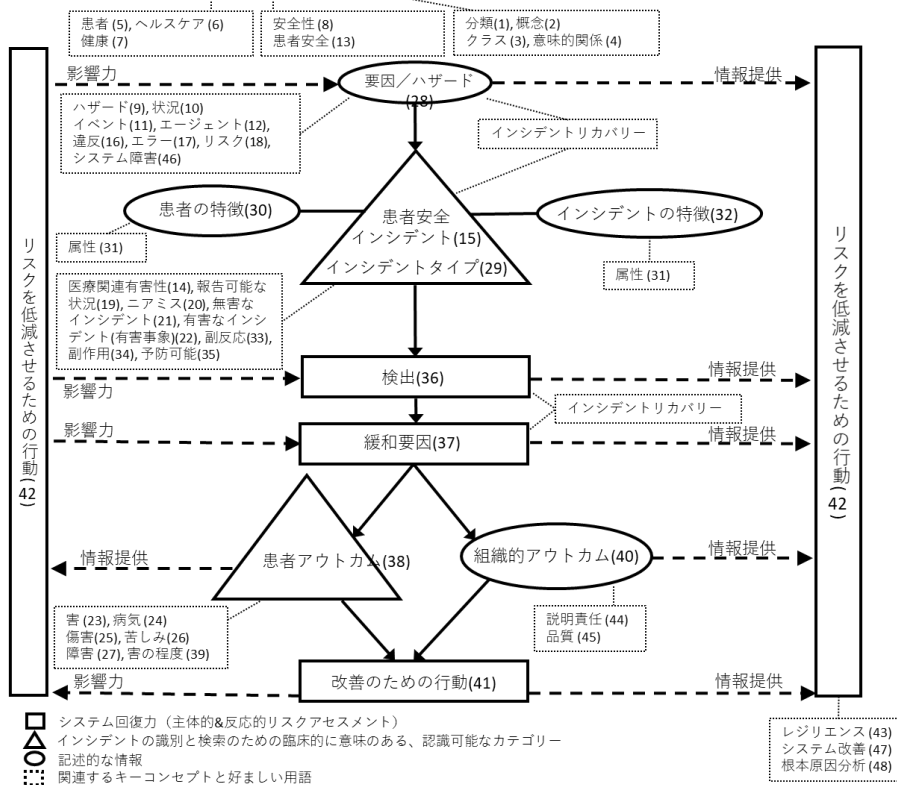 患者 (5), ヘルスケア (6)
健康 (7)
安全性 (8)
患者安全 (13)
分類(1), 概念(2)
クラス (3), 意味的関係 (4)
影響力
要因／ハザード
(28)
情報提供
ハザード(9), 状況(10)
イベント(11), エージェント(12),
違反(16), エラー(17), リスク(18),
システム障害(46)
インシデントリカバリー
患者の特徴(30)
患者安全
インシデント(15)
インシデントタイプ(29)
インシデントの特徴(32)
属性 (31)
属性 (31)
リスクを低減させるための行動(42)
リスクを低減させるための行動(42)
医療関連有害性(14), 報告可能な
状況(19), ニアミス(20), 無害な
インシデント(21), 有害なインシ
デント(有害事象)(22), 副反応(33),
副作用(34), 予防可能(35)
影響力
検出(36)
情報提供
インシデントリカバリー
影響力
緩和要因(37)
情報提供
情報提供
患者アウトカム(38)
組織的アウトカム(40)
情報提供
害 (23), 病気 (24)
傷害(25), 苦しみ(26)
障害 (27), 害の程度(39)
説明責任 (44)
品質 (45)
影響力
改善のための行動(41)
情報提供
システム回復力（主体的&反応的リスクアセスメント）
インシデントの識別と検索のための臨床的に意味のある、認識可能なカテゴリー
記述的な情報
関連するキーコンセプトと好ましい用語
レジリエンス (43)
システム改善 (47)
根本原因分析 (48)